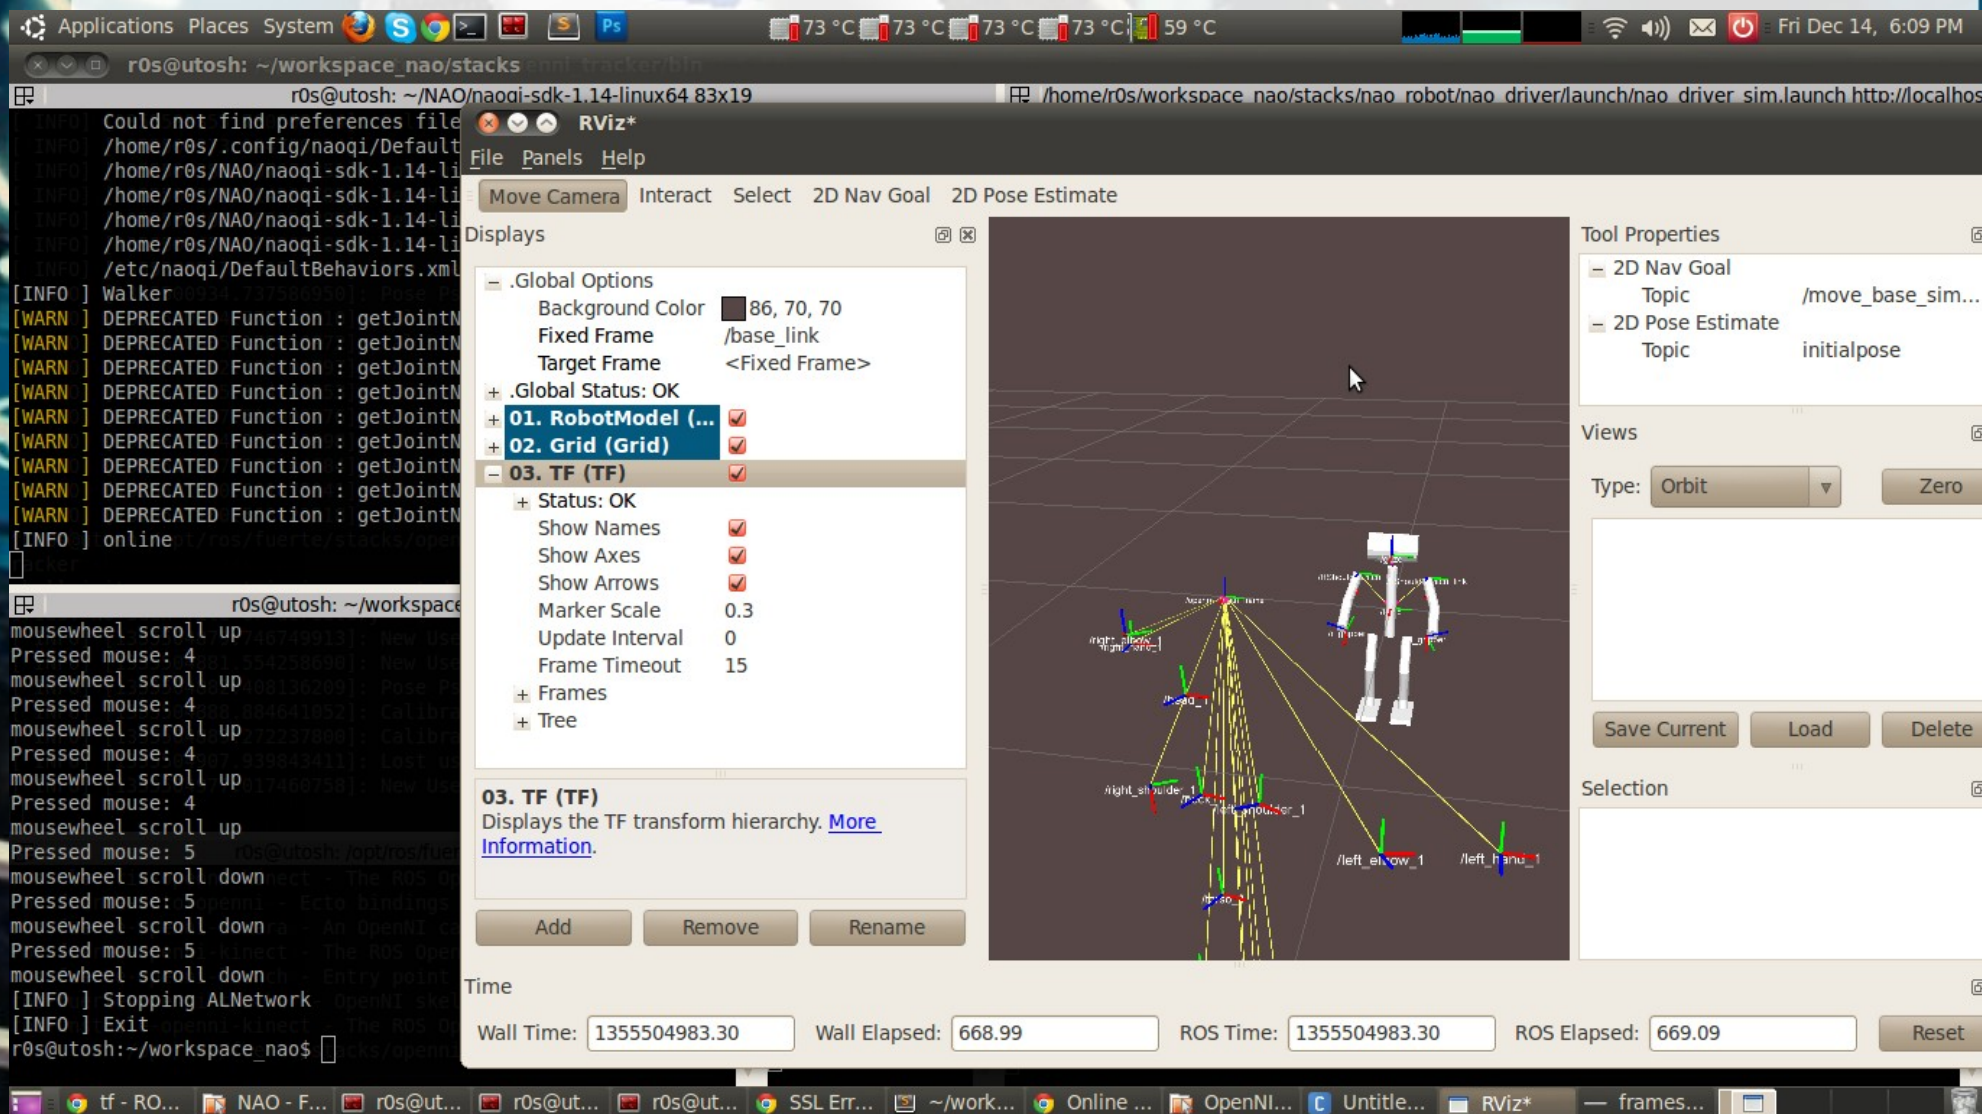 Applications Places System
73 °C 73 °C 73 °C 73 °C 59 °C
Fri Dec 14, 6:09 PM
r0s@utosh: ~/workspace_nao/stacks
r0s@utosh: ~/NAO/naoqi-sdk-1.14-linux64 83x19
/home/r0s/workspace_nao/stacks/nao_robot/nao_driver/launch/nao_driver_sim.launch http://localhos
Could not find preferences file
/home/r0s/.config/naoqi/Default
/home/r0s/NAO/naoqi-sdk-1.14-li
/home/r0s/NAO/naoqi-sdk-1.14-li
/home/r0s/NAO/naoqi-sdk-1.14-li
/home/r0s/NAO/naoqi-sdk-1.14-li
/etc/naoqi/DefaultBehaviors.xml
[INFO ] Walker
[WARN ] DEPRECATED Function : getJointN
[WARN ] DEPRECATED Function : getJointN
[WARN ] DEPRECATED Function : getJointN
[WARN ] DEPRECATED Function : getJointN
[WARN ] DEPRECATED Function : getJointN
[WARN ] DEPRECATED Function : getJointN
[WARN ] DEPRECATED Function : getJointN
[WARN ] DEPRECATED Function : getJointN
[WARN ] DEPRECATED Function : getJointN
[INFO ] online
r0s@utosh: ~/workspace
mousewheel scroll up
Pressed mouse: 4
mousewheel scroll up
Pressed mouse: 4
mousewheel scroll up
Pressed mouse: 4
mousewheel scroll up
Pressed mouse: 4
mousewheel scroll up
Pressed mouse: 5
mousewheel scroll down
Pressed mouse: 5
mousewheel scroll down
Pressed mouse: 5
mousewheel scroll down
[INFO ] Stopping ALNetwork
[INFO ] Exit
r0s@utosh:~/workspace_nao$
RViz*
File Panels Help
Move Camera Interact Select 2D Nav Goal 2D Pose Estimate
Displays
.Global Options
Background Color 86, 70, 70
Fixed Frame /base_link
Target Frame <Fixed Frame>
.Global Status: OK
01. RobotModel (...
02. Grid (Grid)
03. TF (TF)
Status: OK
Show Names
Show Axes
Show Arrows
Marker Scale 0.3
Update Interval 0
Frame Timeout 15
Frames
Tree
03. TF (TF)
Displays the TF transform hierarchy. More
Information.
Add Remove Rename
/right_elbow_1
/head_1
/right_shoulder_1
/left_shoulder_1
/left_elbow_1
/left_hand_1
Tool Properties
2D Nav Goal
Topic /move_base_sim...
2D Pose Estimate
Topic initialpose
Views
Type: Orbit Zero
Save Current Load Delete
Selection
Time
Wall Time: 1355504983.30 Wall Elapsed: 668.99 ROS Time: 1355504983.30 ROS Elapsed: 669.09 Reset
tf - RO... NAO - F... r0s@ut... r0s@ut... r0s@ut... SSL Err... ~/work... Online ... OpenNI... Untitle... RViz* frames...